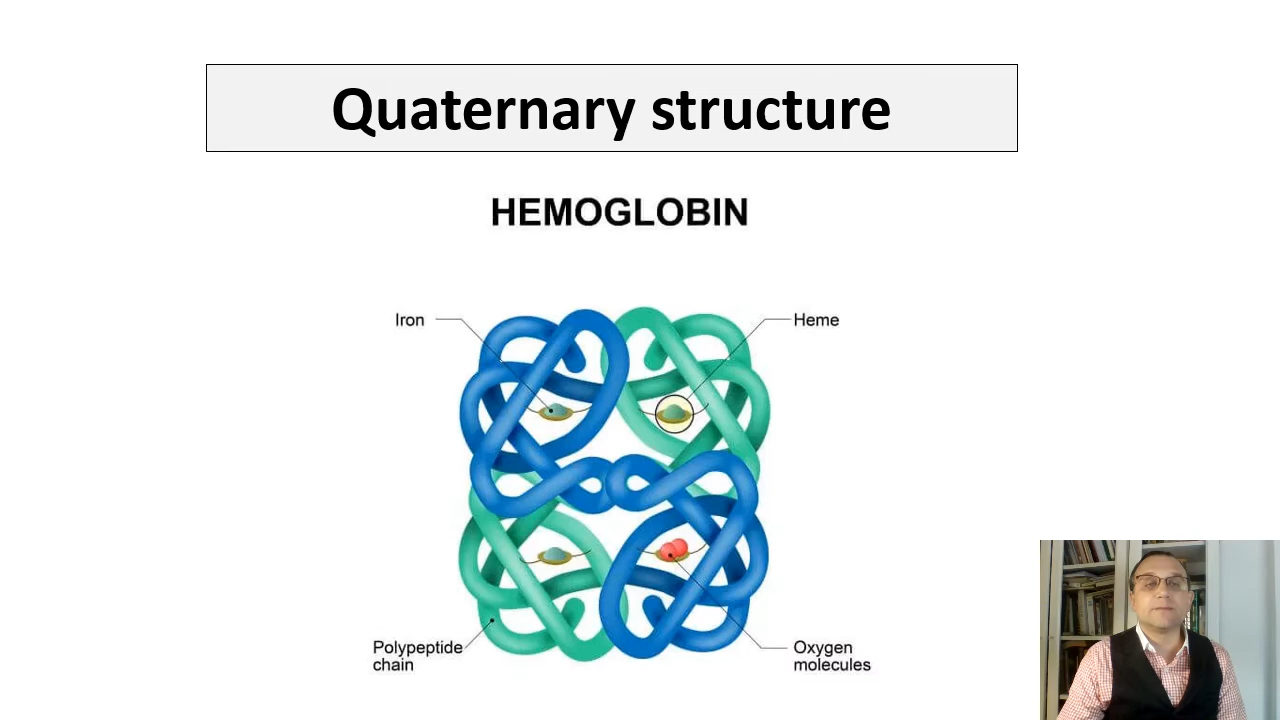 Quaternary structure
HEMOGLOBIN
Iron
Heme
Polypeptide
chain
Oxygen
molecules